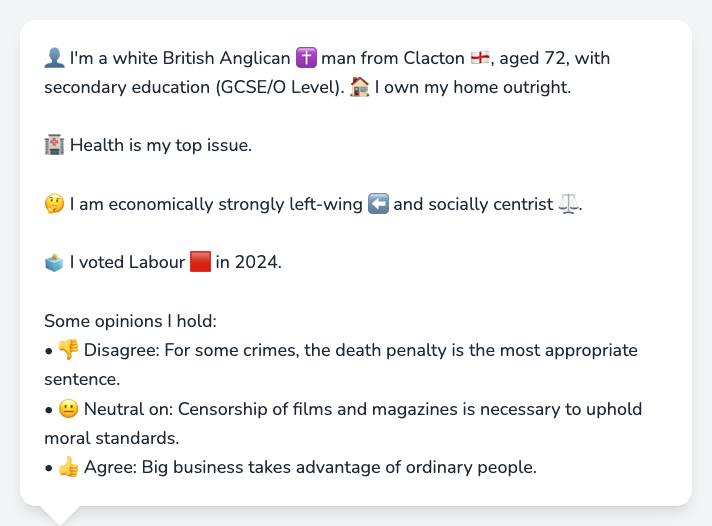 👤 I'm a white British Anglican ✝️ man from Clacton 🏴󠁧󠁢󠁥󠁮󠁧󠁿, aged 72, with
secondary education (GCSE/O Level). 🏠 I own my home outright.
🏥 Health is my top issue.
🤔 I am economically strongly left-wing ⬅️ and socially centrist ⚖️.
🗳️ I voted Labour 🟥 in 2024.
Some opinions I hold:
• 👎 Disagree: For some crimes, the death penalty is the most appropriate
sentence.
• 😐 Neutral on: Censorship of films and magazines is necessary to uphold
moral standards.
• 👍 Agree: Big business takes advantage of ordinary people.